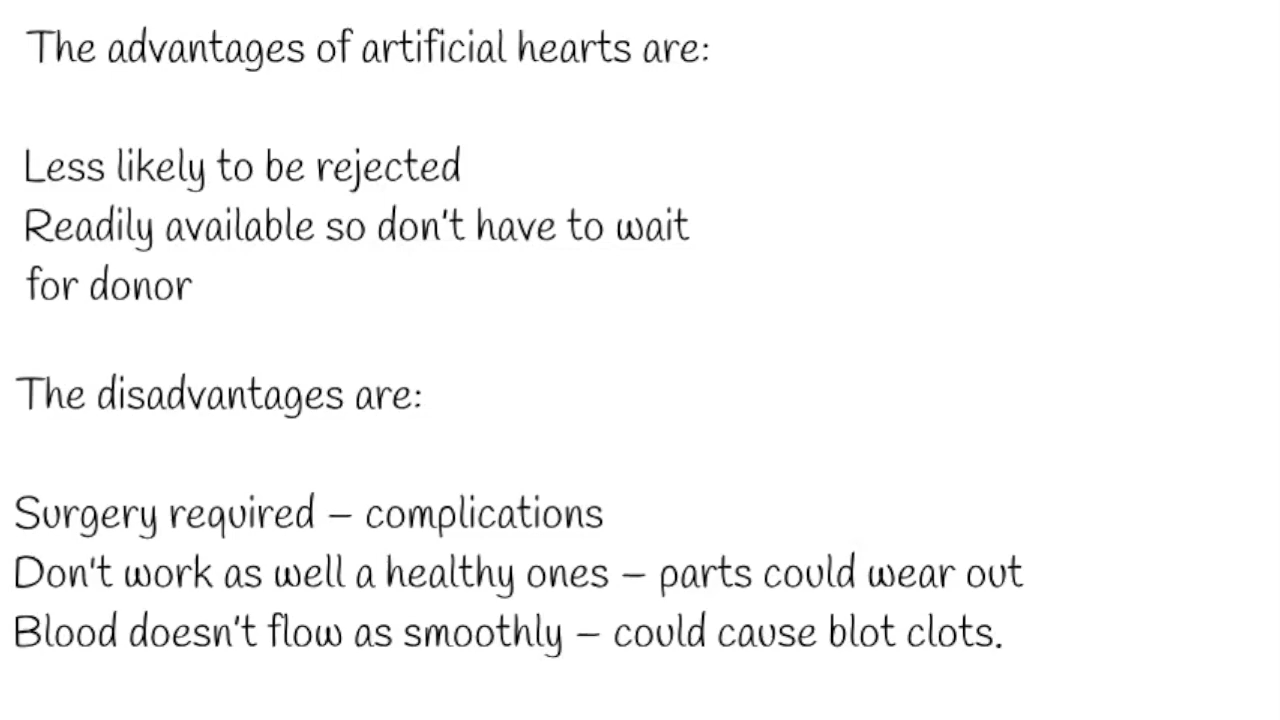 The advantages of artificial hearts are:
Less likely to be rejected
Readily available so don't have to wait
for donor
The disadvantages are:
Surgery required – complications
Don't work as well a healthy ones – parts could wear out
Blood doesn't flow as smoothly – could cause blot clots.